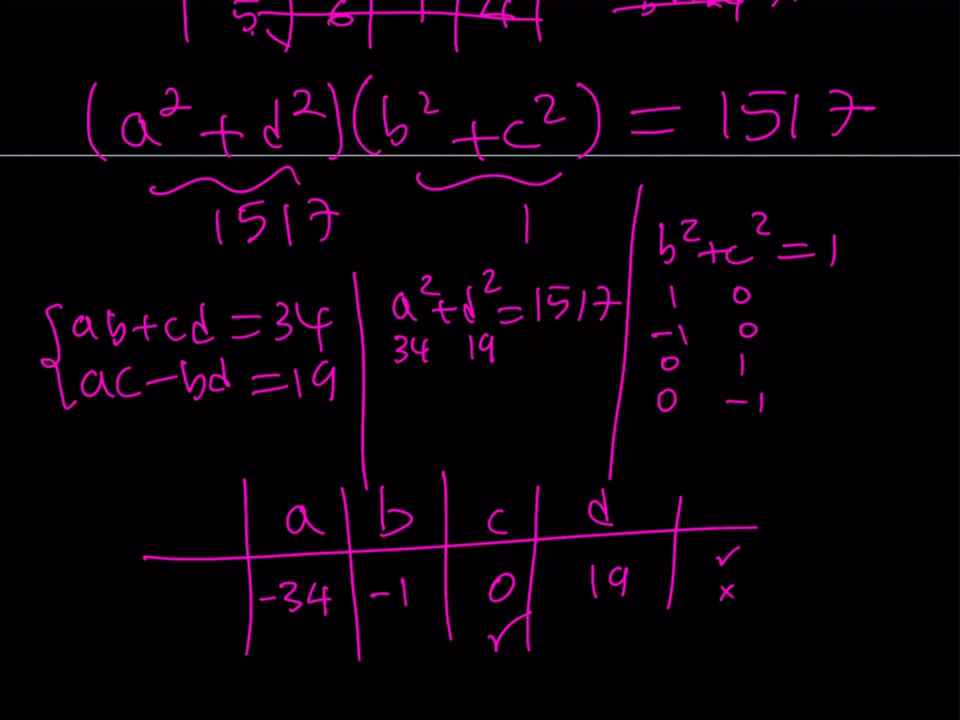 (a² + d²)(b² + c²) = 1517
1517 1
ab + cd = 34
ac - bd = 19
a² + d² = 1517
34 19
b² + c² = 1
1 0
-1 0
0 1
0 -1
a b c d
-34 -1 0 19 ✓
×
✓